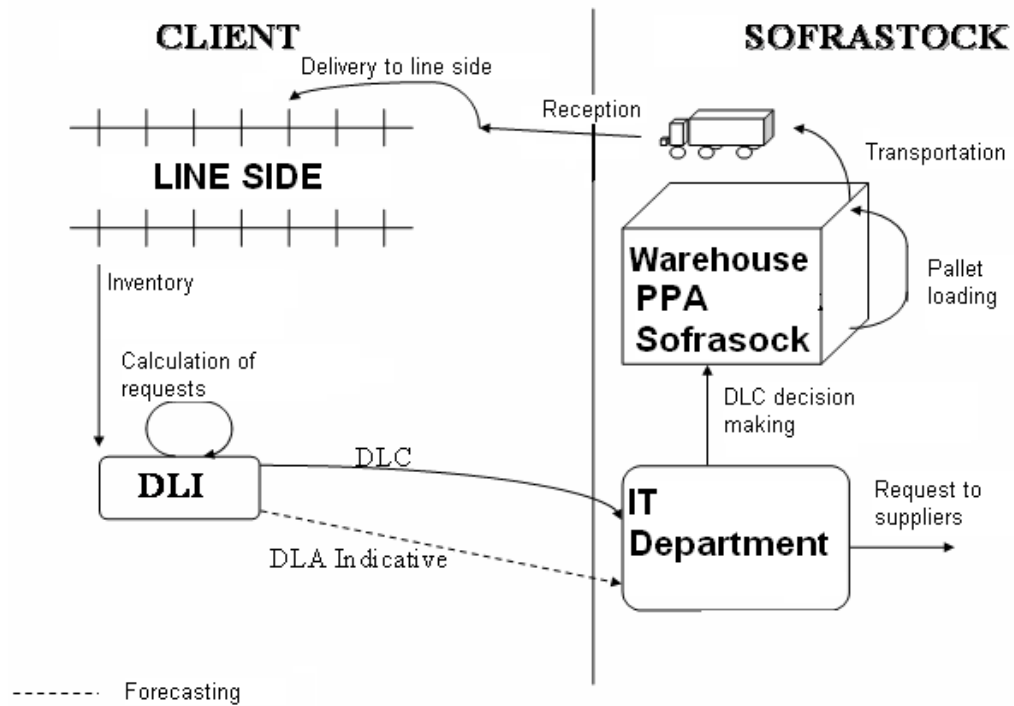 CLIENT
SOFRASTOCK
Delivery to line side
Reception
Transportation
LINE SIDE
Warehouse
PPA
Sofrasock
Pallet
loading
Inventory
Calculation of
requests
DLC decision
making
DLI
DLC
IT
Department
Request to
suppliers
DLA Indicative
Forecasting